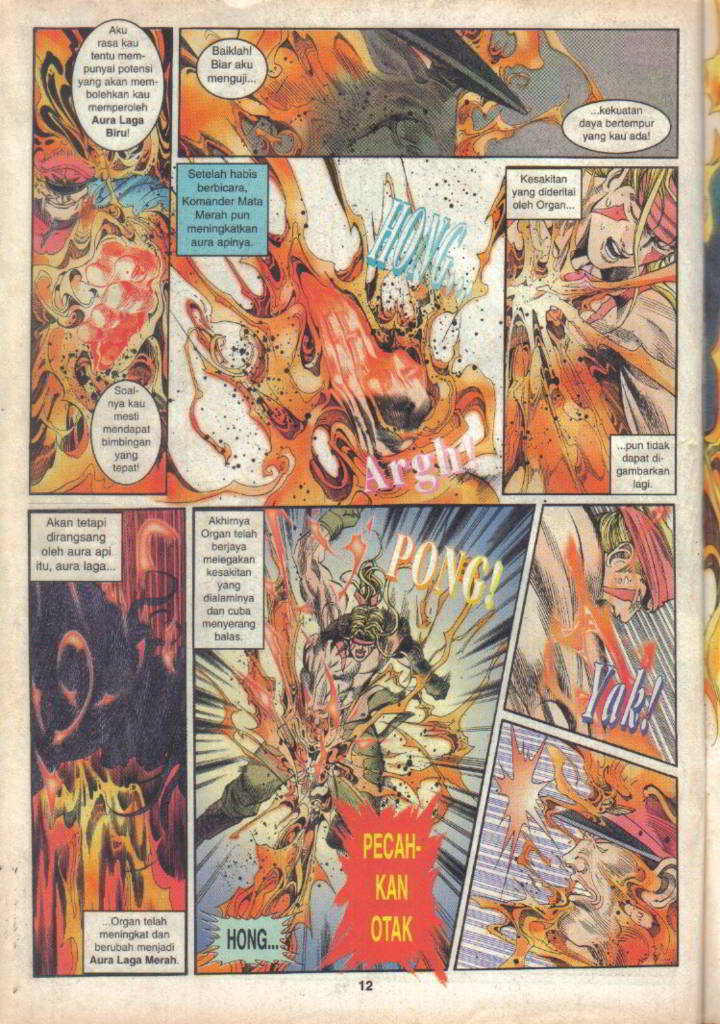 Aku
rasa kau
tentu mem-
punyai potensi
yang akan mem-
bolehkan kau
memperoleh
Aura Laga
Biru!
Soal-
nya kau
mesti
mendapat
bimbingan
yang
tepat!
Baiklah!
Biar aku
menguji...
...kekuatan
daya bertempur
yang kau ada!
Setelah habis
berbicara,
Komander Mata
Merah pun
meningkatkan
aura apinya.
HONG...
Argh!
Kesakitan
yang dideritai
oleh Organ...
...pun tidak
dapat di-
gambarkan
lagi.
Akan tetapi
dirangsang
oleh aura api
itu, aura laga...
...Organ telah
meningkat dan
berubah menjadi
Aura Laga Merah.
Akhirnya
Organ telah
berjaya
melegakan
kesakitan
yang
dialaminya
dan cuba
menyerang
balas.
PONG!
HONG...
PECAH-
KAN
OTAK
Yak!
12